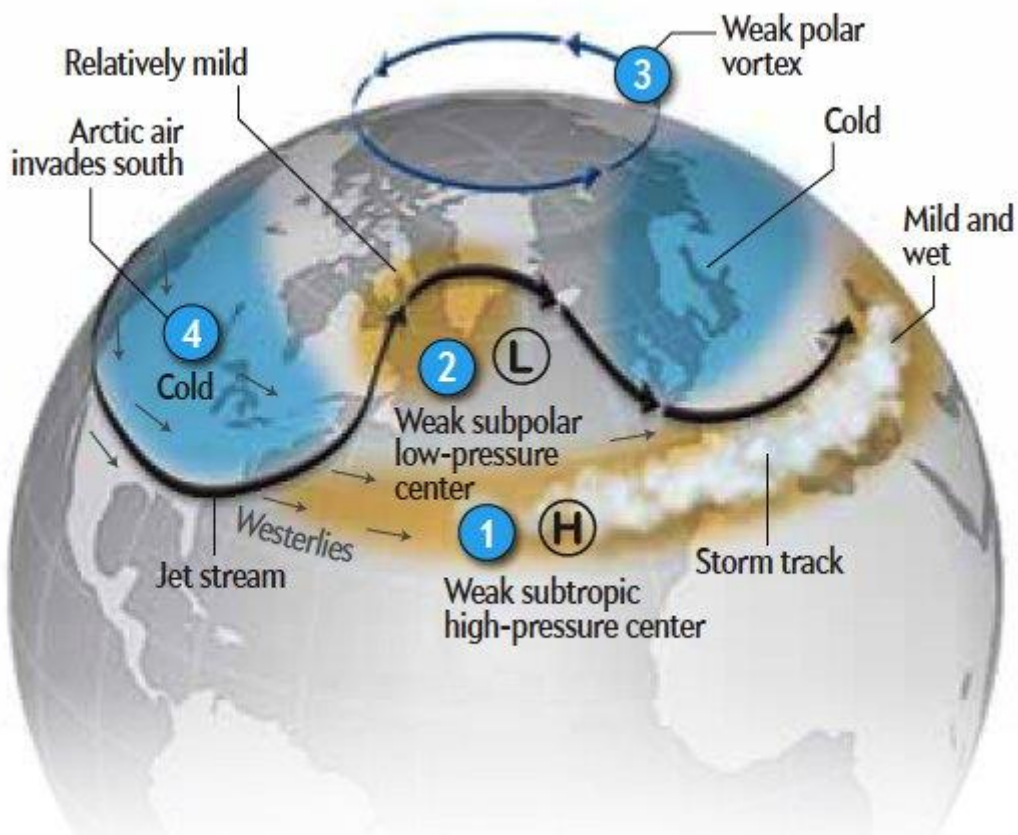 Weak polar
vortex
3
Relatively mild
Cold
Arctic air
invades south
Mild and
wet
4
Cold
2
L
Weak subpolar
low-pressure
center
1
H
Westerlies
Jet stream
Storm track
Weak subtropic
high-pressure center